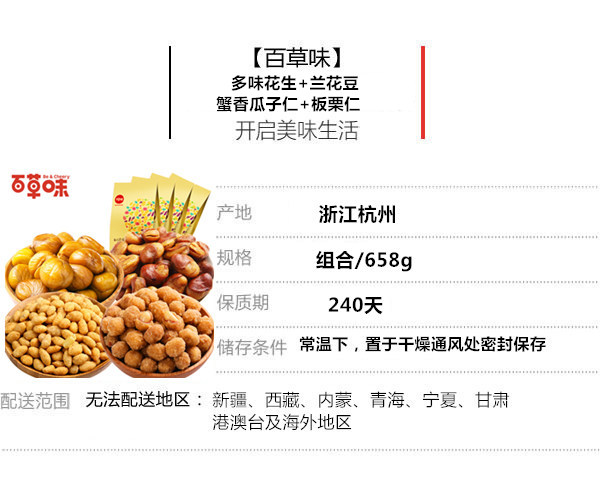 【百草味】
多味花生+兰花豆
蟹香瓜子仁+板栗仁
开启美味生活
Be & Cheery
百草味
产地 浙江杭州
规格 组合/658g
保质期 240天
储存条件 常温下，置于干燥通风处密封保存
配送范围 无法配送地区：新疆、西藏、内蒙、青海、宁夏、甘肃
港澳台及海外地区